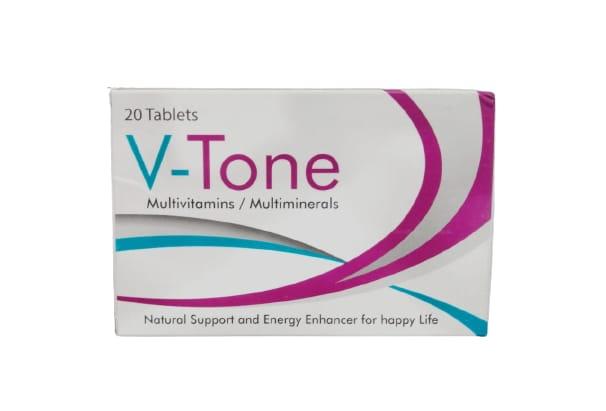 20 Tablets
V-Tone
Multivitamins / Multiminerals
Natural Support and Energy Enhancer for happy Life